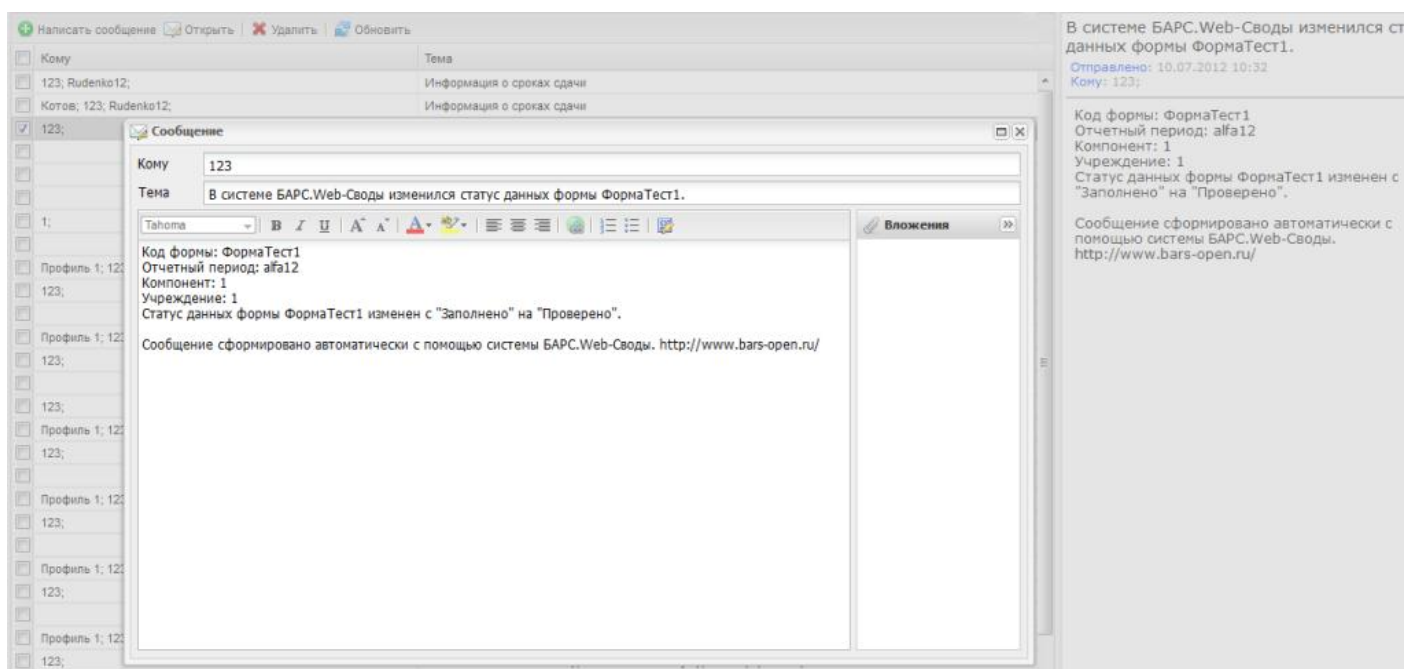 Написать сообщение Открыть Удалить Обновить
Кому Тема
123; Rudenko12; Информация о сроках сдачи
Котов; 123; Rudenko12; Информация о сроках сдачи
123;
1;
Профиль 1; 123
123;
Профиль 1; 123
123;
123;
Профиль 1; 123
123;
Профиль 1; 123
123;
Профиль 1; 123
123;
Профиль 1; 123
123;
Сообщение
Кому 123
Тема В системе БАРС.Web-Своды изменился статус данных формы ФормаТест1.
Tahoma B I U A A A
Вложения
Код формы: ФормаТест1
Отчетный период: alfa12
Компонент: 1
Учреждение: 1
Статус данных формы ФормаТест1 изменен с "Заполнено" на "Проверено".
Сообщение сформировано автоматически с помощью системы БАРС.Web-Своды. http://www.bars-open.ru/
В системе БАРС.Web-Своды изменился ст
данных формы ФормаТест1.
Отправлено: 10.07.2012 10:32
Кому: 123;
Код формы: ФормаТест1
Отчетный период: alfa12
Компонент: 1
Учреждение: 1
Статус данных формы ФормаТест1 изменен с
"Заполнено" на "Проверено".
Сообщение сформировано автоматически с
помощью системы БАРС.Web-Своды.
http://www.bars-open.ru/